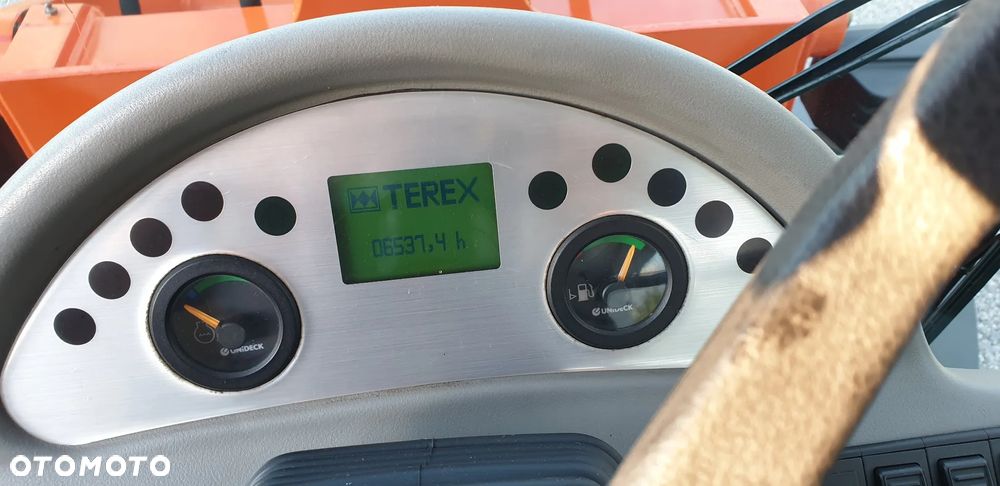 TEREX
06537,4 h
UNiDECK
UNiDECK
OTOMOTO